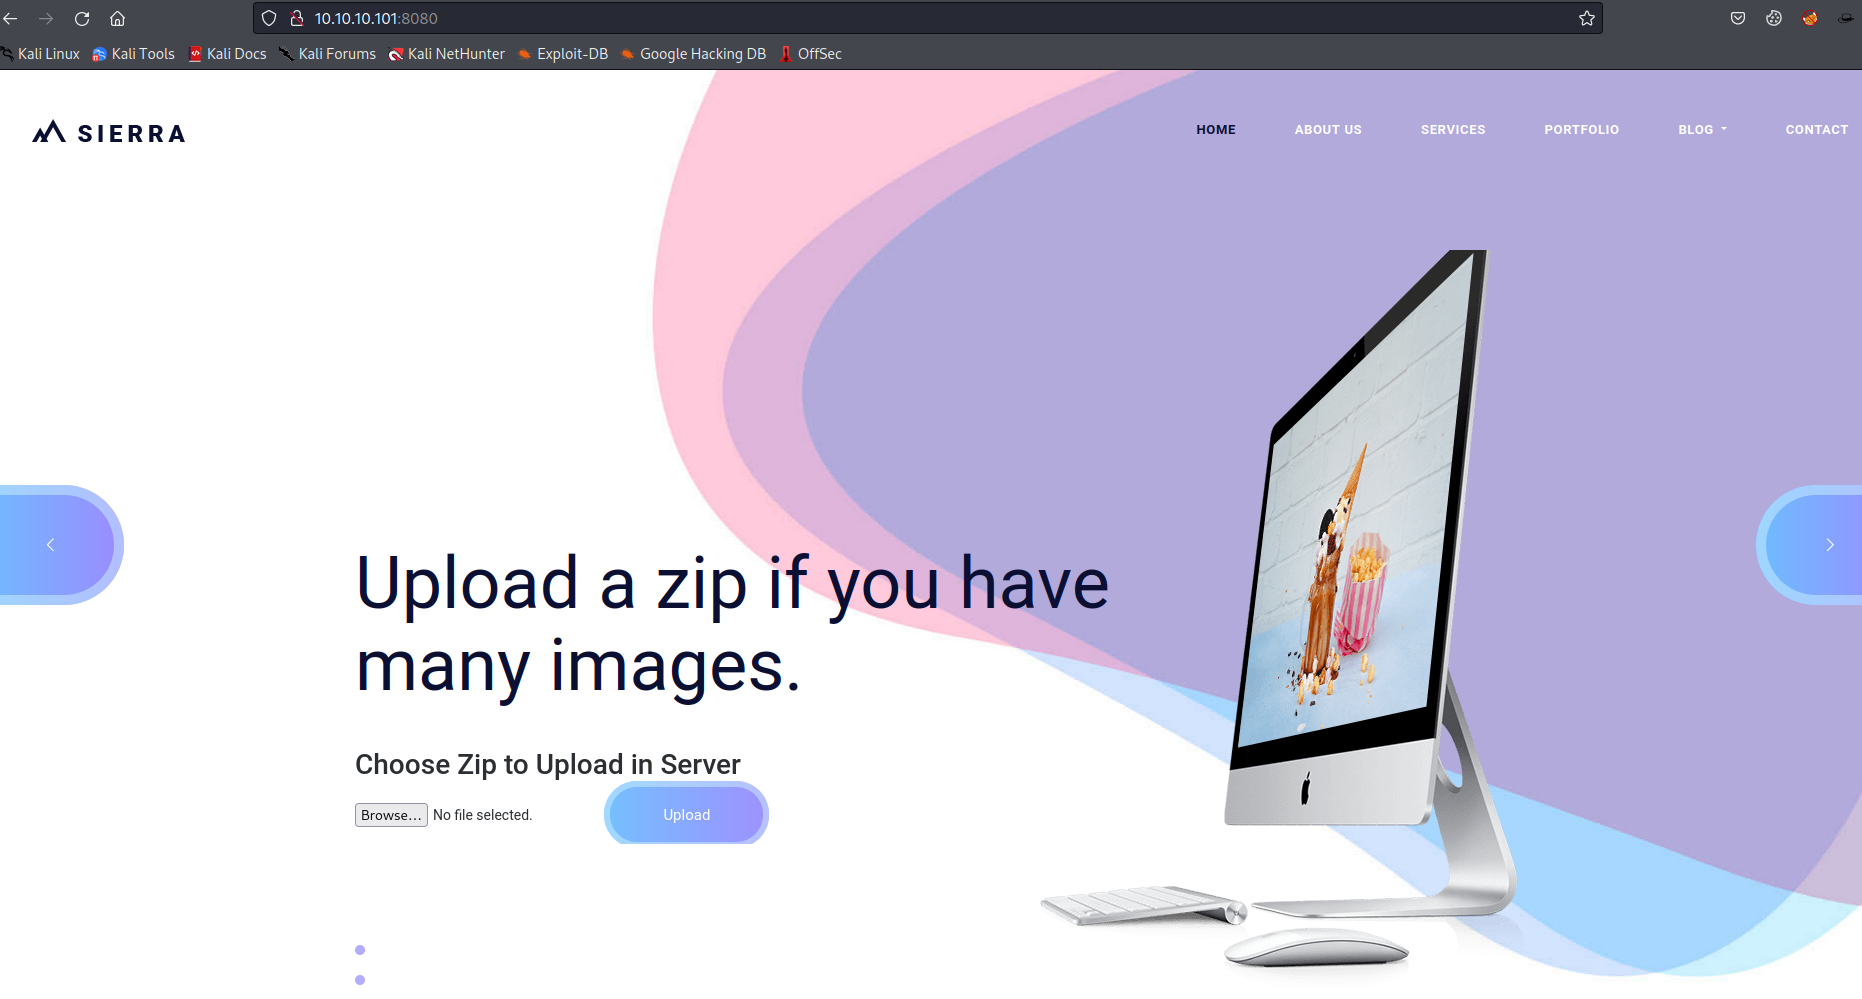 10.10.10.101:8080
Kali Linux Kali Tools Kali Docs Kali Forums Kali NetHunter Exploit-DB Google Hacking DB OffSec
SIERRA
HOME ABOUT US SERVICES PORTFOLIO BLOG CONTACT
Upload a zip if you have
many images.
Choose Zip to Upload in Server
Browse... No file selected. Upload